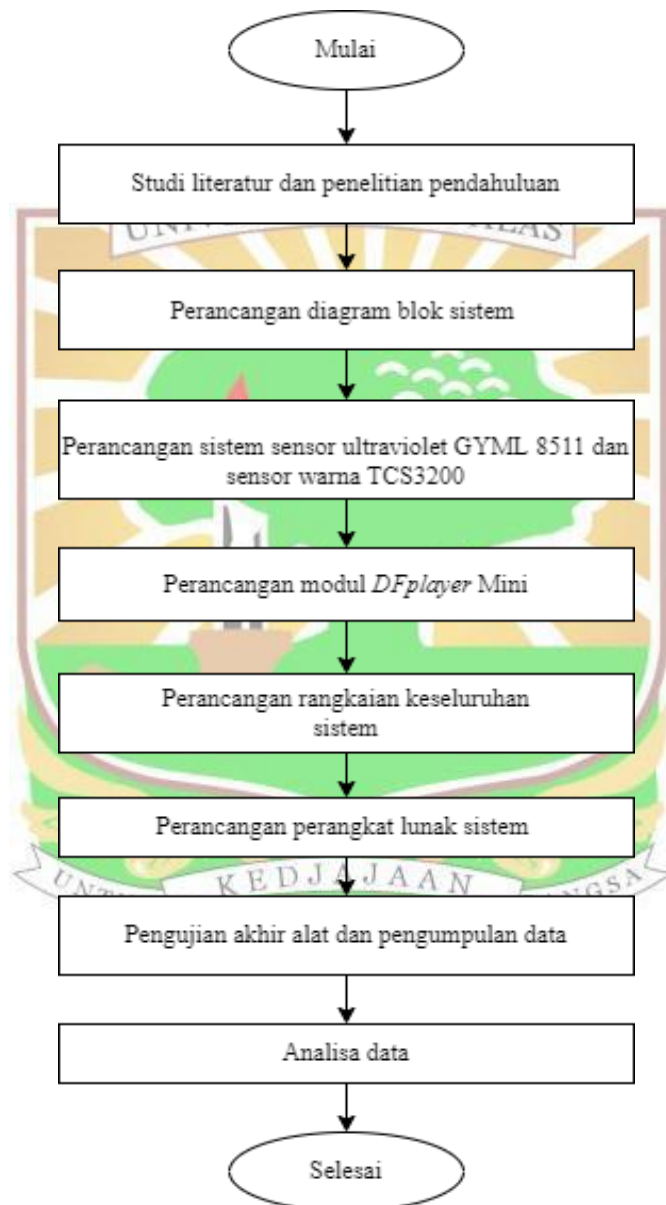 Mulai
Studi literatur dan penelitian pendahuluan
Perancangan diagram blok sistem
Perancangan sistem sensor ultraviolet GYML 8511 dan
sensor warna TCS3200
Perancangan modul DFplayer Mini
Perancangan rangkaian keseluruhan
sistem
Perancangan perangkat lunak sistem
KEDJAJAAN
Pengujian akhir alat dan pengumpulan data
Analisa data
Selesai